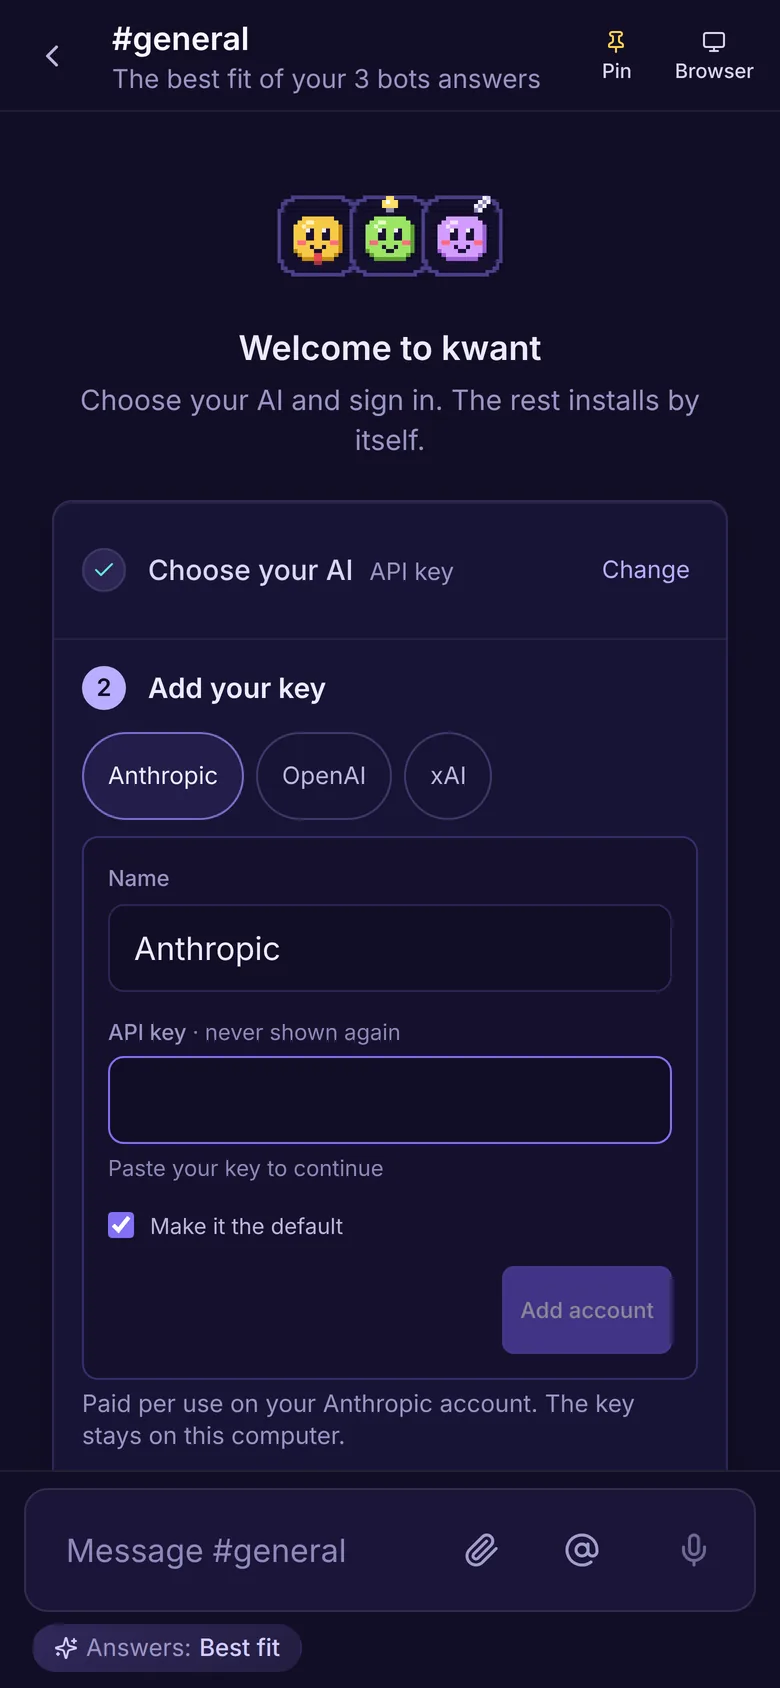 #general
The best fit of your 3 bots answers
Pin
Browser
Welcome to kwant
Choose your AI and sign in. The rest installs by
itself.
Choose your AI API key
Change
2 Add your key
Anthropic
OpenAI
xAI
Name
Anthropic
API key · never shown again
Paste your key to continue
Make it the default
Add account
Paid per use on your Anthropic account. The key
stays on this computer.
Message #general
Answers: Best fit